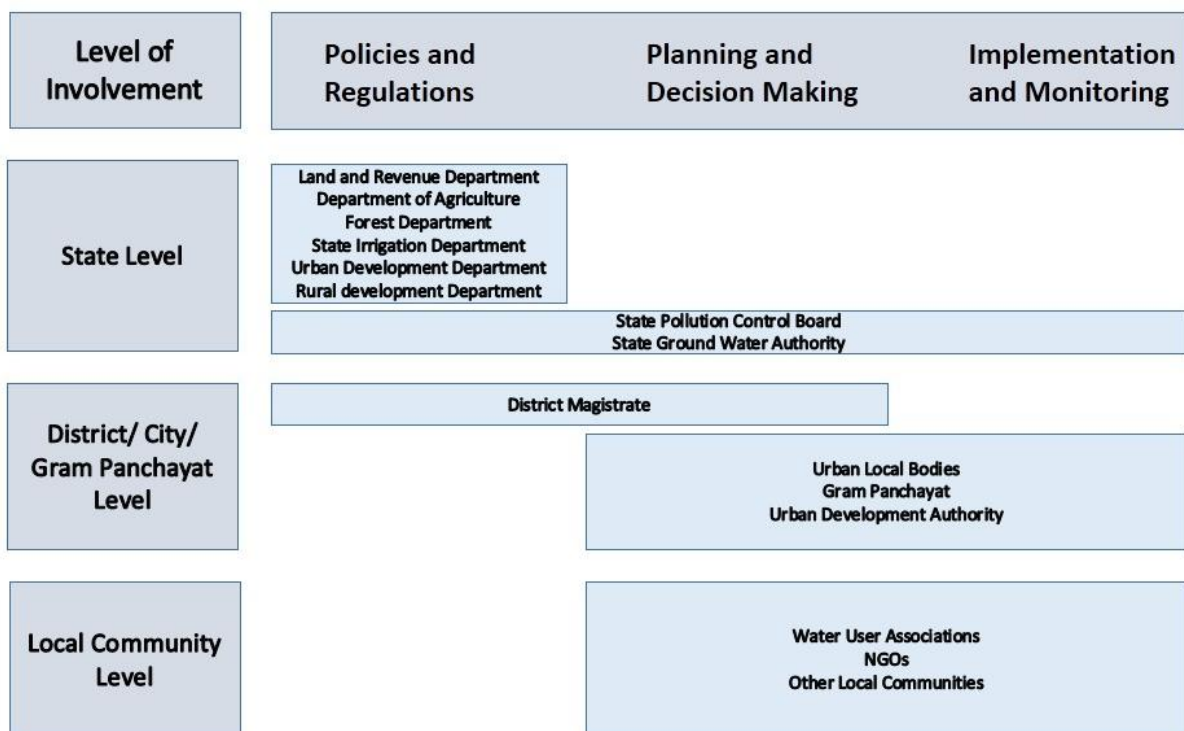 Level of
Involvement
Policies and
Regulations
Planning and
Decision Making
Implementation
and Monitoring
State Level
Land and Revenue Department
Department of Agriculture
Forest Department
State Irrigation Department
Urban Development Department
Rural development Department
State Pollution Control Board
State Ground Water Authority
District/ City/
Gram Panchayat
Level
District Magistrate
Urban Local Bodies
Gram Panchayat
Urban Development Authority
Local Community
Level
Water User Associations
NGOs
Other Local Communities